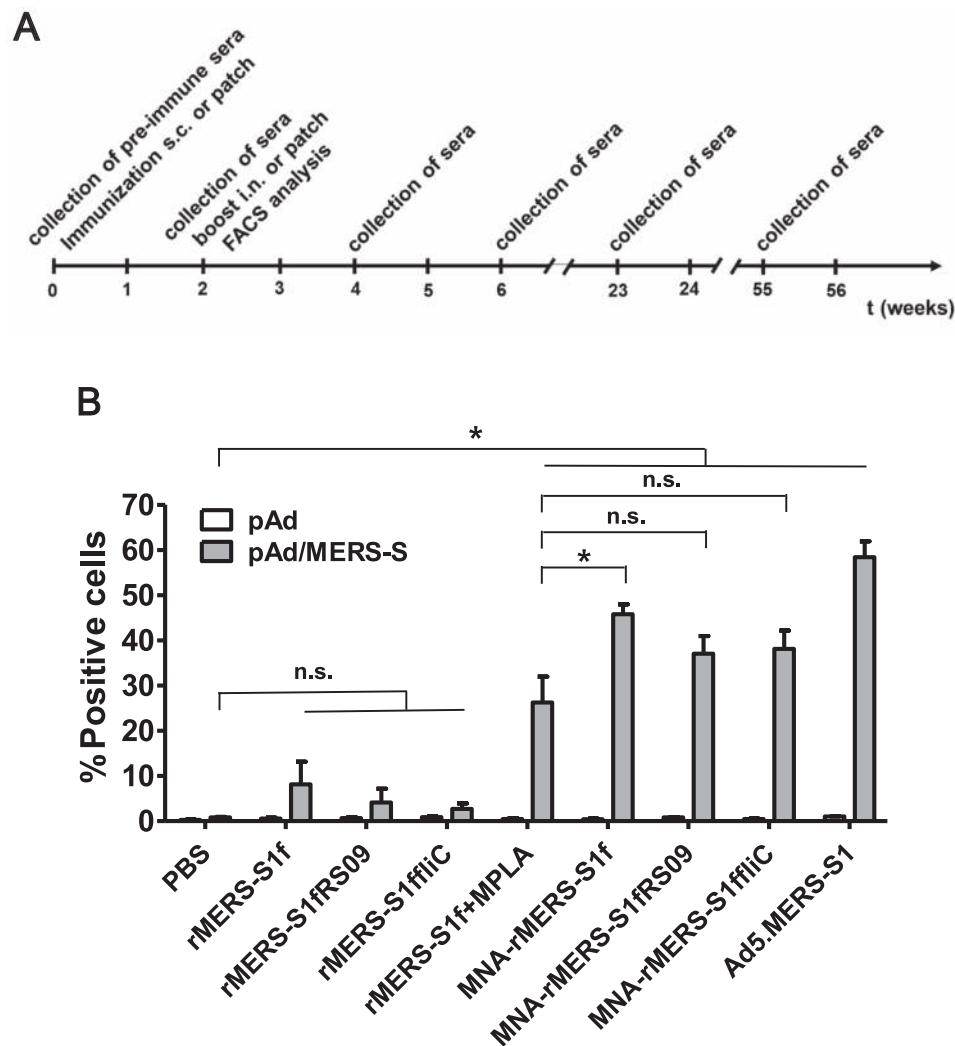 A
collection of pre-immune sera
Immunization s.c. or patch
collection of sera
boost i.n. or patch
FACS analysis
collection of sera
collection of sera
collection of sera
collection of sera
0 1 2 3 4 5 6 23 24 55 56
t (weeks)
B
*
n.s.
n.s.
*
n.s.
pAd
pAd/MERS-S
% Positive cells
70
60
50
40
30
20
10
0
PBS
rMERS-S1f
rMERS-S1fRS09
rMERS-S1ffliC
rMERS-S1f+MPLA
MNA-rMERS-S1f
MNA-rMERS-S1fRS09
MNA-rMERS-S1ffliC
Ad5.MERS-S1